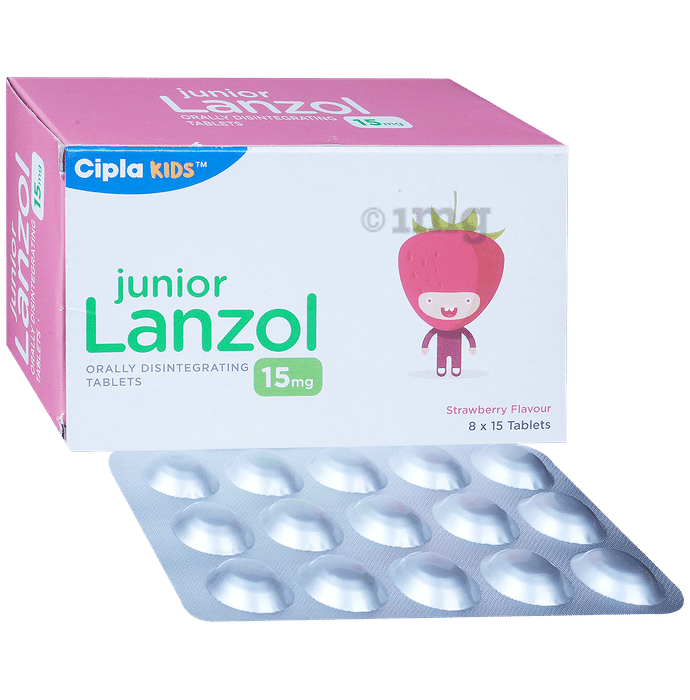 junior
Lanzol
ORALLY DISINTEGRATING
TABLETS
15mg
junior
Lanzol
ORALLY DISINTEGRATING
TABLETS
15mg
Cipla KIDS™
© 1mg
junior
Lanzol
ORALLY DISINTEGRATING
TABLETS
15mg
Strawberry Flavour
8 x 15 Tablets